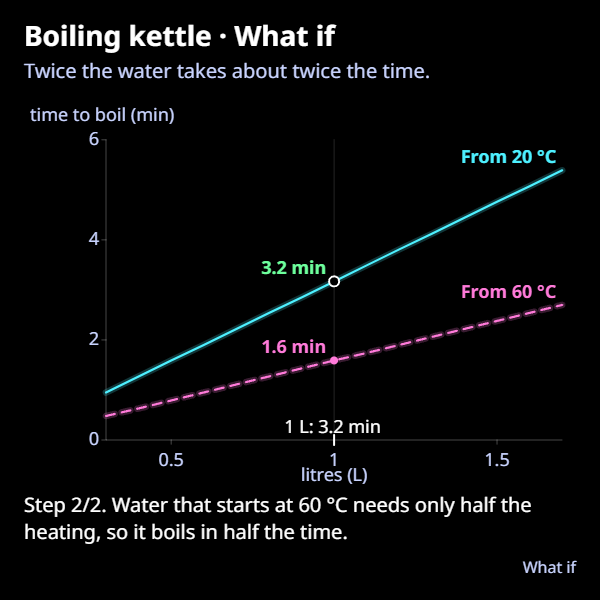 Boiling kettle · What if
Twice the water takes about twice the time.
time to boil (min)
6
From 20 °C
4
3.2 min
From 60 °C
2
1.6 min
1 L: 3.2 min
0
0.5 1 1.5
litres (L)
Step 2/2. Water that starts at 60 °C needs only half the
heating, so it boils in half the time.
What if